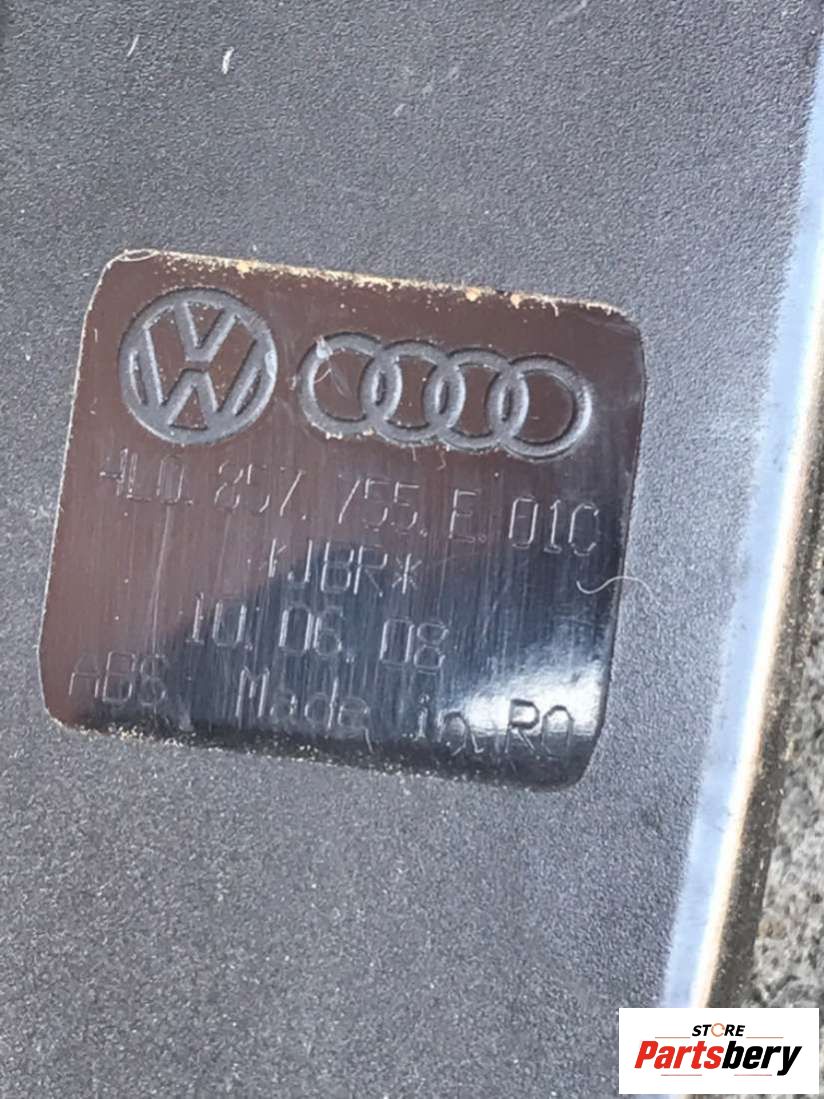 4L0. 857. 755. E. 01C
*JBR*
10. 06. 08
ABS, Made in RO
STORE
Partsbery